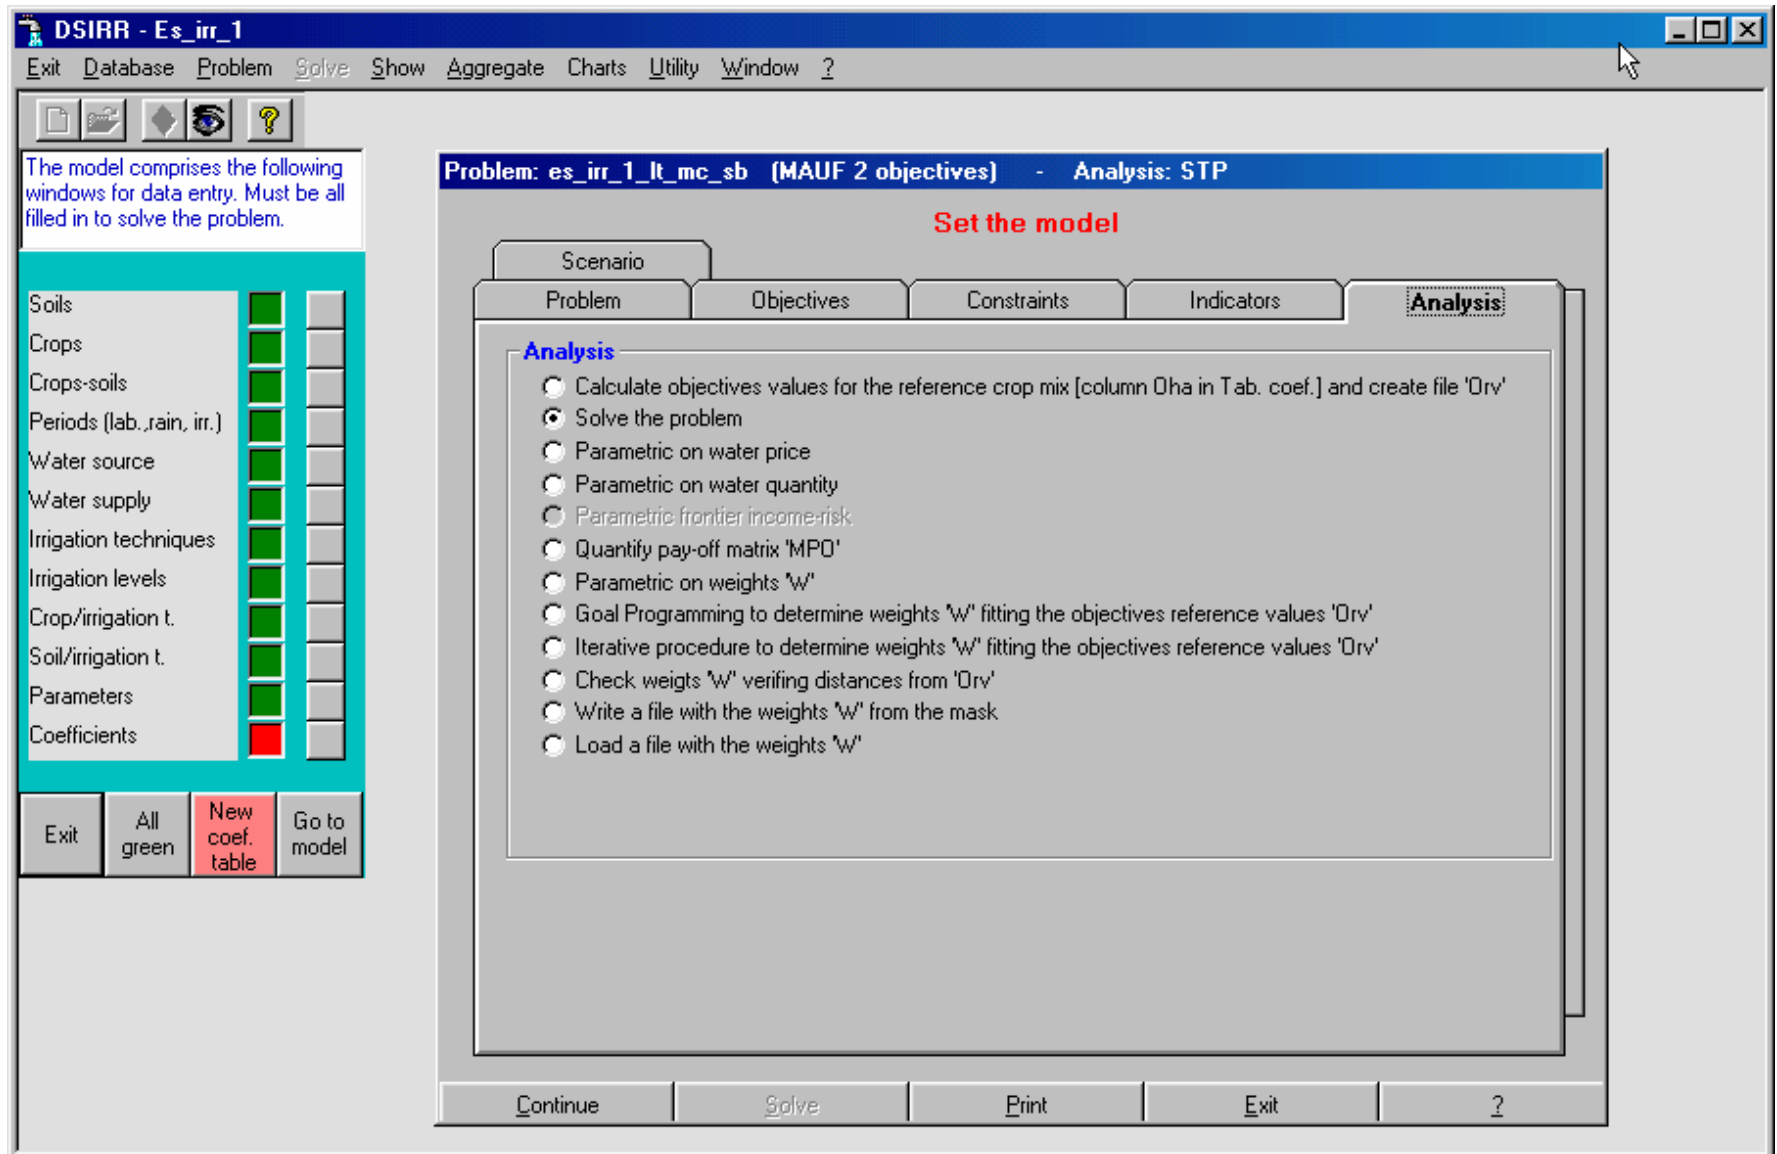 DSIRR - Es_irr_1
Exit Database Problem Solve Show Aggregate Charts Utility Window ?
?
The model comprises the following
windows for data entry. Must be all
filled in to solve the problem.
Soils
Crops
Crops-soils
Periods (lab.,rain, irr.)
Water source
Water supply
Irrigation techniques
Irrigation levels
Crop/irrigation t.
Soil/irrigation t.
Parameters
Coefficients
Exit
All
green
New
coef.
table
Go to
model
Problem: es_irr_1_lt_mc_sb (MAUF 2 objectives) - Analysis: STP
Set the model
Scenario
Problem Objectives Constraints Indicators Analysis
Analysis
Calculate objectives values for the reference crop mix [column Oha in Tab. coef.] and create file 'Orv'
Solve the problem
Parametric on water price
Parametric on water quantity
Parametric frontier income-risk
Quantify pay-off matrix 'MPO'
Parametric on weights 'W'
Goal Programming to determine weights 'W' fitting the objectives reference values 'Orv'
Iterative procedure to determine weights 'W' fitting the objectives reference values 'Orv'
Check weigts 'W' verifing distances from 'Orv'
Write a file with the weights 'W' from the mask
Load a file with the weights 'W'
Continue Solve Print Exit ?